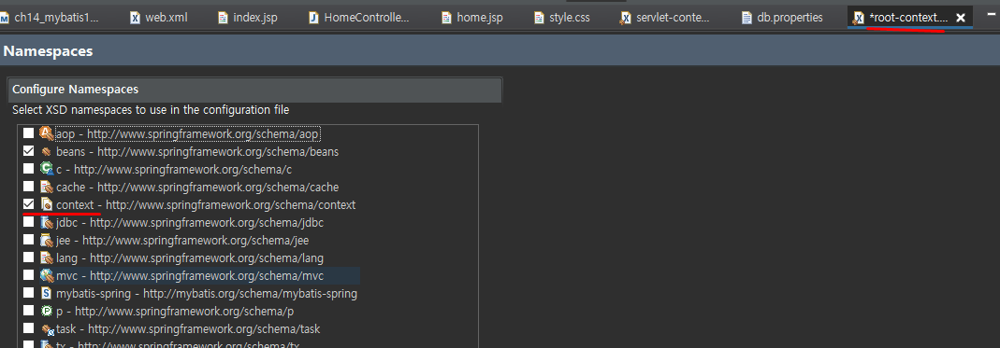 ch14_mybatis1... web.xml index.jsp HomeControlle... home.jsp style.css servlet-conte... db.properties *root-context....
Namespaces
Configure Namespaces
Select XSD namespaces to use in the configuration file
aop - http://www.springframework.org/schema/aop
beans - http://www.springframework.org/schema/beans
c - http://www.springframework.org/schema/c
cache - http://www.springframework.org/schema/cache
context - http://www.springframework.org/schema/context
jdbc - http://www.springframework.org/schema/jdbc
jee - http://www.springframework.org/schema/jee
lang - http://www.springframework.org/schema/lang
mvc - http://www.springframework.org/schema/mvc
mybatis-spring - http://mybatis.org/schema/mybatis-spring
p - http://www.springframework.org/schema/p
task - http://www.springframework.org/schema/task
tx - http://www.springframework.org/schema/tx